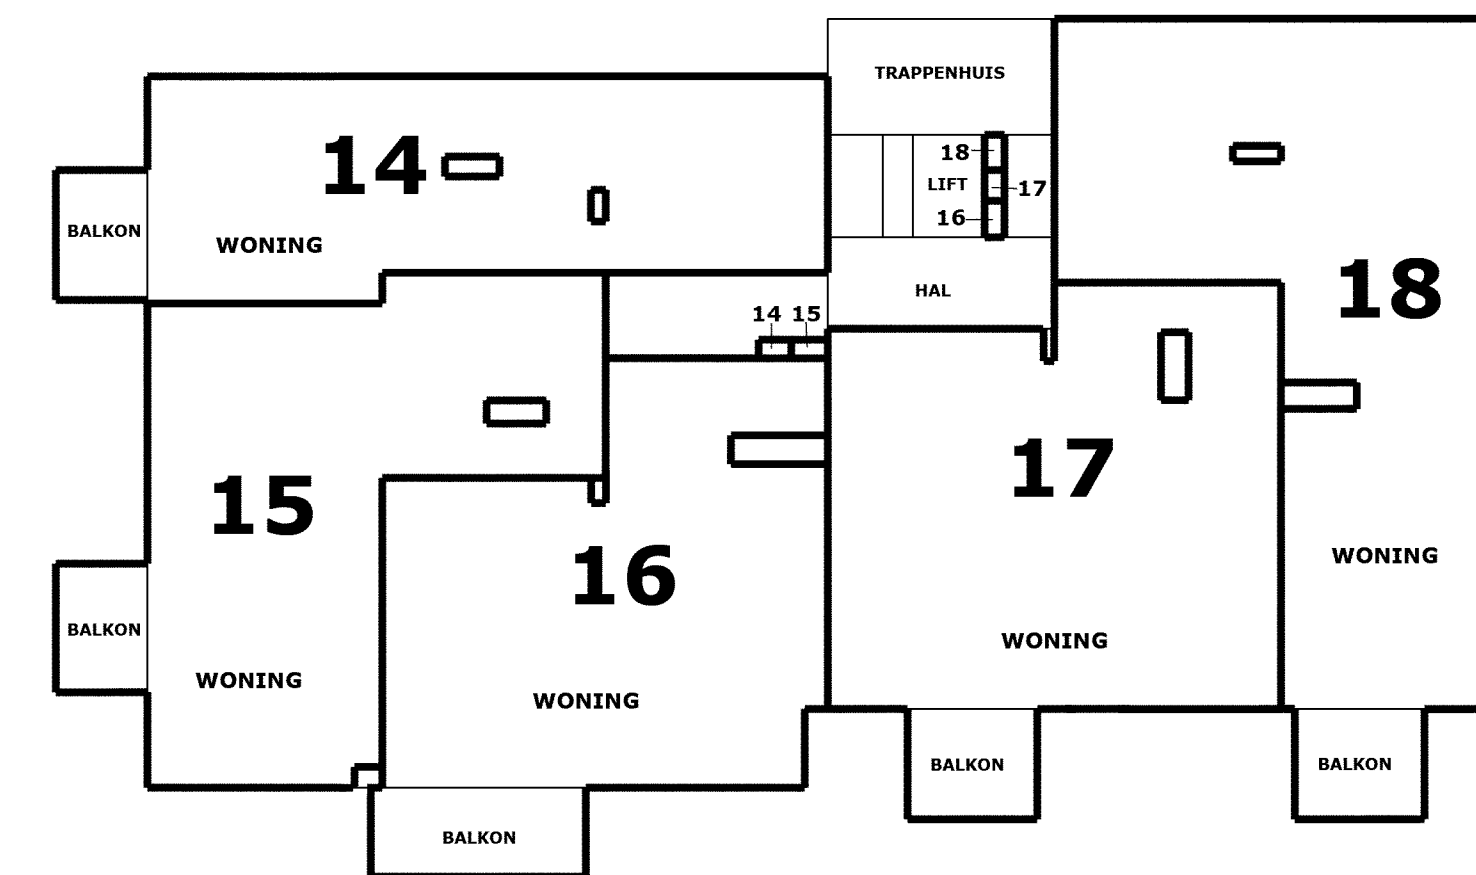 TRAPPENHUIS
14
18
LIFT
17
16
BALKON
WONING
HAL
18
14 15
17
15
WONING
16
BALKON
WONING
WONING
WONING
BALKON
BALKON
BALKON